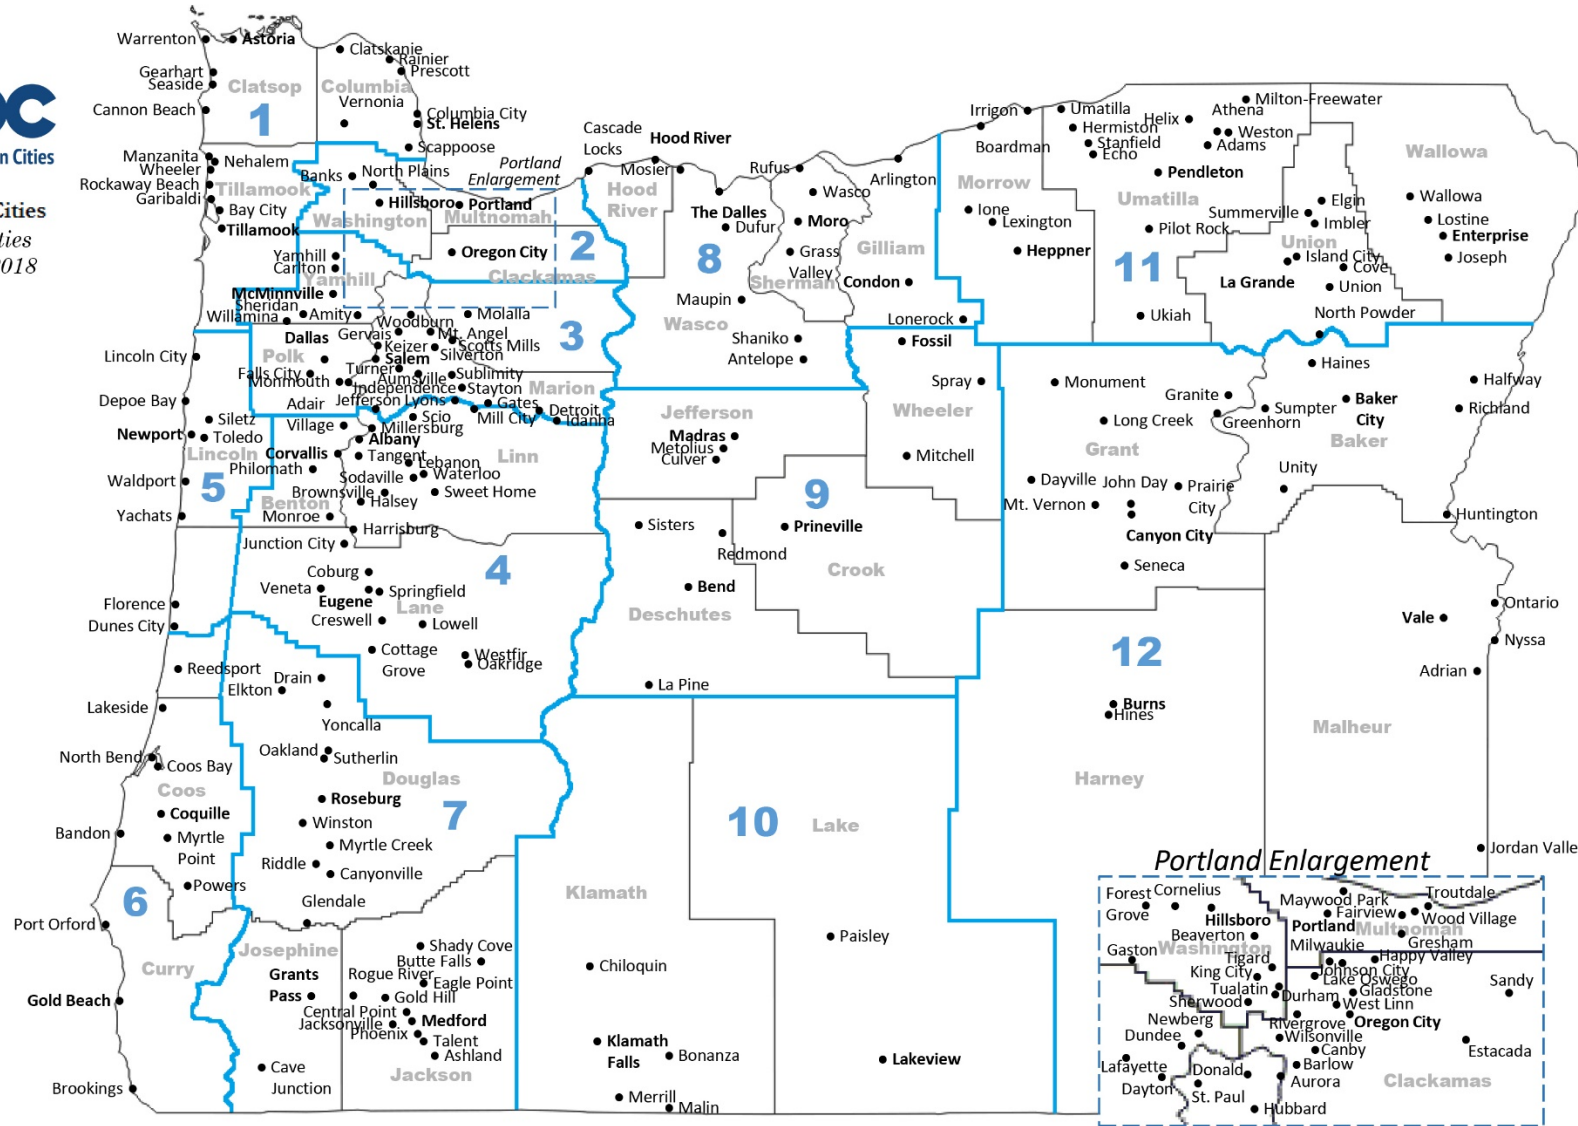 Warrenton
Astoria
Clatskanie
Rainier
Prescott
Gearhart
Seaside
Clatsop
Columbia
1
Vernonia
Cannon Beach
Columbia City
St. Helens
Scappoose
n Cities
Cities
ties
018
Manzanita
Nehalem
Wheeler
Rockaway Beach
Tillamook
Garibaldi
Bay City
Tillamook
Banks
North Plains
Portland
Enlargement
Hillsboro
Portland
Washington
Multnomah
Oregon City
2
Clackamas
Cascade
Locks
Hood River
Mosier
Hood
River
The Dalles
Dufur
8
Rufus
Wasco
Moro
Grass
Valley
Sherman
Maupin
Wasco
Shaniko
Antelope
Arlington
Gilliam
Condon
Lonerock
Irrigon
Boardman
Morrow
Ione
Lexington
Heppner
Umatilla
Hermiston
Stanfield
Echo
Helix
Athena
Milton-Freewater
Weston
Adams
Pendleton
Umatilla
Pilot Rock
11
Ukiah
Wallowa
Wallowa
Lostine
Enterprise
Joseph
Elgin
Summerville
Imbler
Union
Island City
Cove
La Grande
Union
North Powder
Yamhill
Carlton
Yamhill
McMinnville
Sheridan
Willamina
Amity
Woodburn
Molalla
3
Gervais
Mt. Angel
Dallas
Keizer
Scotts Mills
Polk
Salem
Silverton
Falls City
Turner
Aumsville
Sublimity
Monmouth
Independence
Stayton
Marion
Jefferson
Lyons
Gates
Detroit
Mill City
Idanha
Lincoln City
Depoe Bay
Siletz
Newport
Toledo
Lincoln
Waldport
5
Yachats
Adair
Village
Scio
Millersburg
Albany
Corvallis
Tangent
Lebanon
Linn
Philomath
Sodaville
Waterloo
Brownsville
Sweet Home
Benton
Halsey
Monroe
Harrisburg
Junction City
Coburg
4
Veneta
Springfield
Eugene
Lane
Creswell
Lowell
Cottage
Grove
Westfir
Oakridge
Florence
Dunes City
Reedsport
Drain
Elkton
Yoncalla
Lakeside
Oakland
Sutherlin
North Bend
Coos Bay
Coos
Douglas
Coquille
Roseburg
7
Bandon
Myrtle
Point
Winston
Myrtle Creek
Riddle
Canyonville
6
Powers
Glendale
Port Orford
Curry
Josephine
Gold Beach
Grants
Pass
Brookings
Cave
Junction
Shady Cove
Butte Falls
Rogue River
Eagle Point
Gold Hill
Central Point
Jacksonville
Medford
Phoenix
Talent
Ashland
Jackson
Fossil
Spray
Wheeler
Mitchell
Jefferson
Madras
Metolius
Culver
9
Sisters
Prineville
Redmond
Crook
Bend
Deschutes
La Pine
Monument
Granite
Long Creek
Greenhorn
Grant
Dayville
John Day
Prairie
City
Mt. Vernon
Canyon City
Seneca
Haines
Halfway
Sumpter
Baker
City
Richland
Baker
Unity
Huntington
12
Ontario
Vale
Nyssa
Adrian
Burns
Hines
Malheur
Harney
Jordan Valle
10
Lake
Klamath
Paisley
Chiloquin
Klamath
Falls
Bonanza
Lakeview
Merrill
Malin
Portland Enlargement
Forest
Grove
Cornelius
Hillsboro
Beaverton
Washington
Gaston
Tigard
King City
Tualatin
Sherwood
Durham
Maywood Park
Troutdale
Fairview
Wood Village
Portland
Multnomah
Gresham
Milwaukie
Happy Valley
Johnson City
Lake Oswego
Gladstone
Sandy
West Linn
Newberg
Rivergrove
Oregon City
Dundee
Wilsonville
Canby
Estacada
Lafayette
Donald
Barlow
Dayton
Aurora
Clackamas
St. Paul
Hubbard